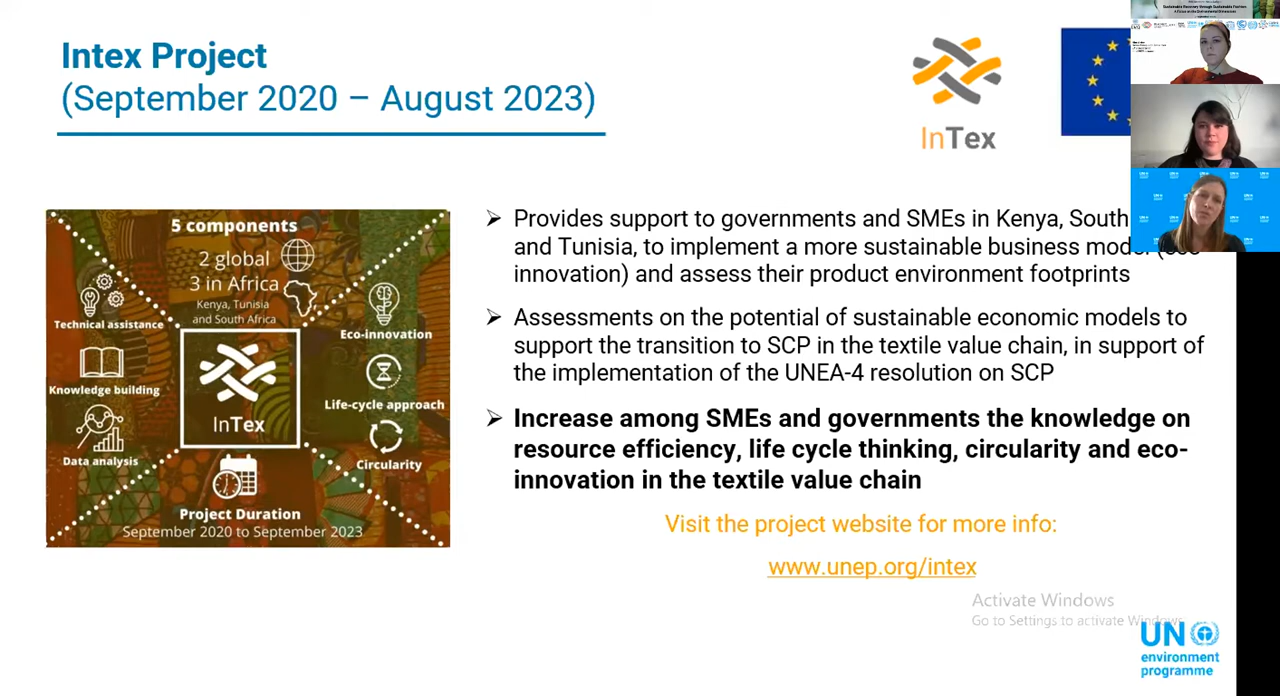 Intex Project
(September 2020 – August 2023)
InTex
Sustainable Recovery through Sustainable Fashion:
5 components
2 global
3 in Africa
Kenya, Tunisia
and South Africa
Technical assistance
Knowledge building
Data analysis
Eco-innovation
Life-cycle approach
Circularity
InTex
Project Duration
September 2020 to September 2023
➢ Provides support to governments and SMEs in Kenya, South
and Tunisia, to implement a more sustainable business model (eco-
innovation) and assess their product environment footprints
➢ Assessments on the potential of sustainable economic models to
support the transition to SCP in the textile value chain, in support of
the implementation of the UNEA-4 resolution on SCP
➢ Increase among SMEs and governments the knowledge on
resource efficiency, life cycle thinking, circularity and eco-
innovation in the textile value chain
Visit the project website for more info:
www.unep.org/intex
Activate Windows
Go to Settings to activate Windows.
UN
environment
programme